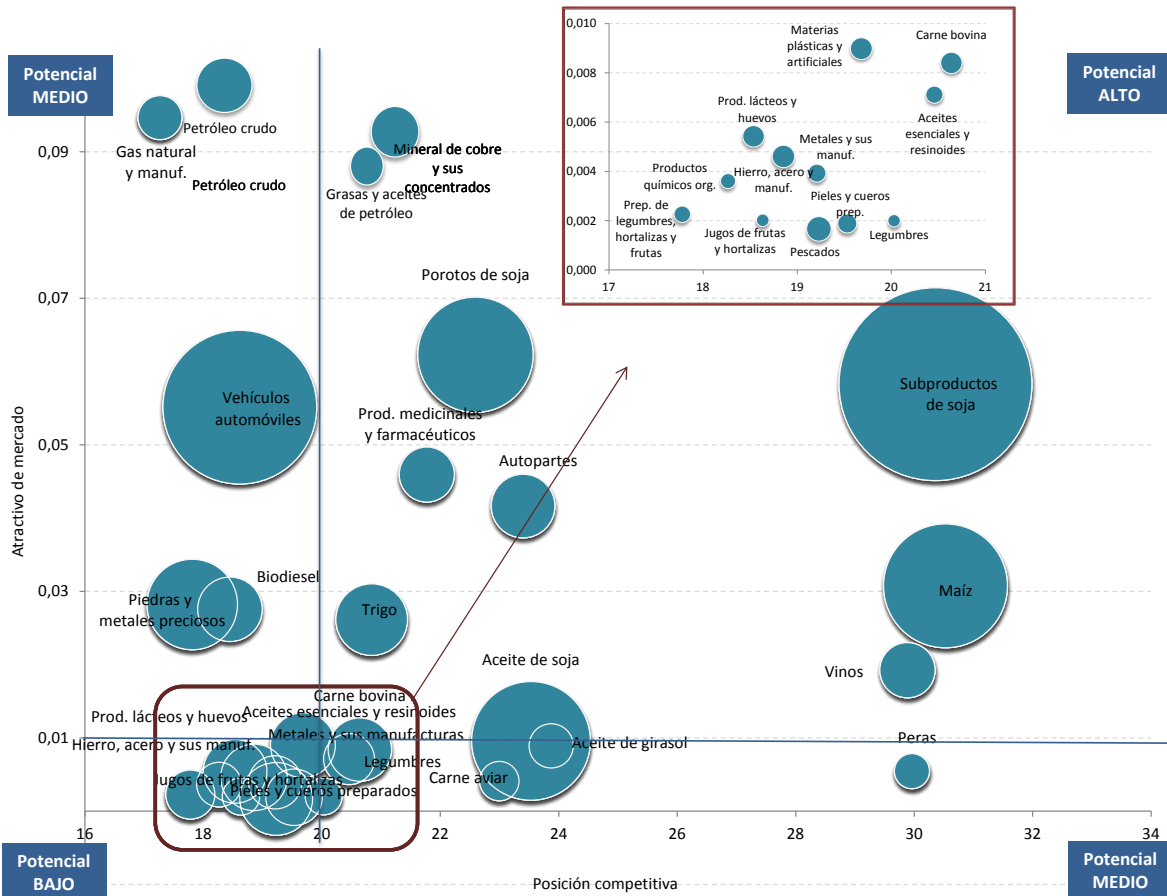 Potencial
MEDIO
Potencial
ALTO
Petróleo crudo
Gas natural
y manuf.
Petróleo crudo
Mineral de cobre
y sus
concentrados
Grasas y aceites
de petróleo
0,010
0,008
0,006
0,004
0,002
0,000
17
18
19
20
21
Materias
plásticas y
artificiales
Carne bovina
Prod. lácteos y
huevos
Aceites
esenciales y
resinoides
Metales y sus
manuf.
Productos
químicos org.
Hierro, acero y
manuf.
Prep. de
legumbres,
hortalizas y
frutas
Jugos de frutas
y hortalizas
Pieles y cueros
prep.
Pescados
Legumbres
0,09
0,07
0,05
0,03
0,01
Atractivo de mercado
Porotos de soja
Vehículos
automóviles
Subproductos
de soja
Prod. medicinales
y farmacéuticos
Autopartes
Biodiesel
Piedras y
metales preciosos
Trigo
Maíz
Aceite de soja
Vinos
Carne bovina
Prod. lácteos y huevos
Aceites esenciales y resinoides
Metales y sus manufacturas
Hierro, acero y sus manuf.
Aceite de girasol
Peras
Legumbres
Jugos de frutas y hortalizas
Carne aviar
Pieles y cueros preparados
16
18
20
22
24
26
28
30
32
34
Potencial
BAJO
Posición competitiva
Potencial
MEDIO